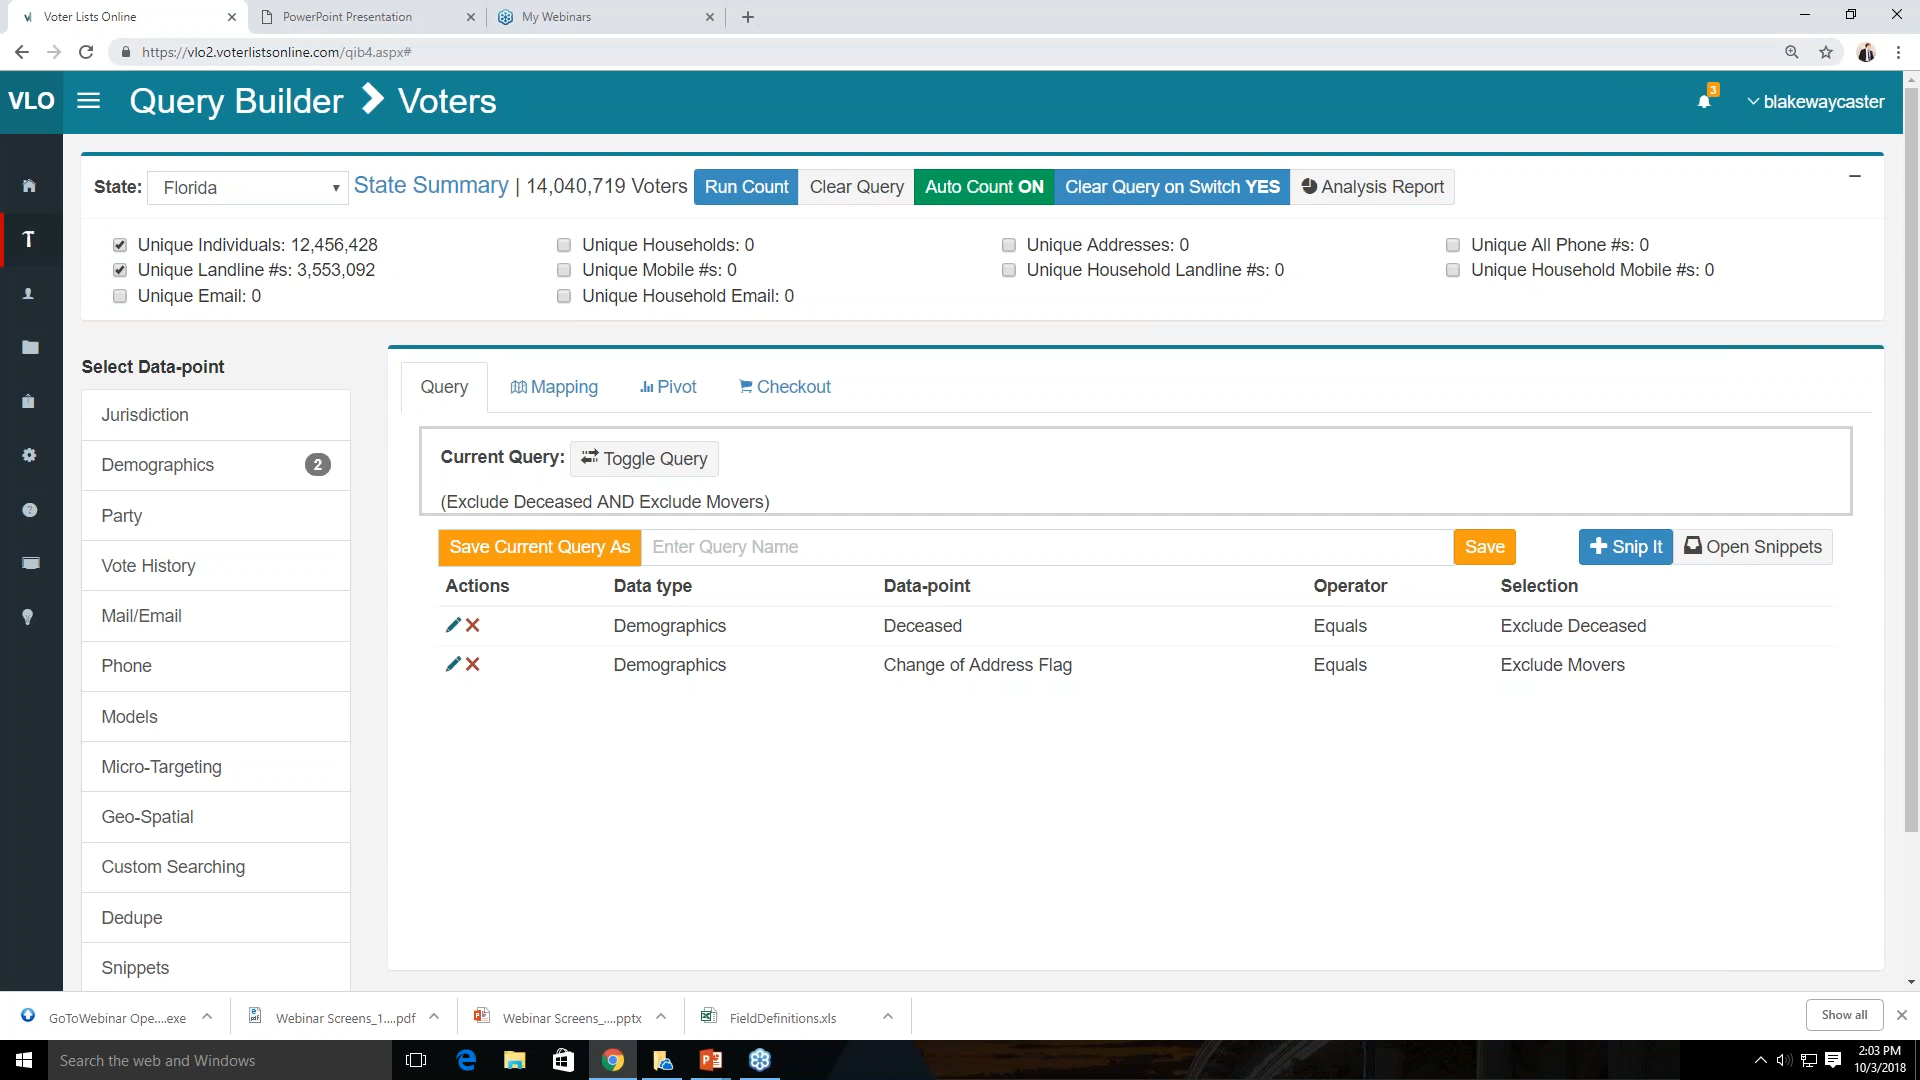 Voter Lists Online
PowerPoint Presentation
My Webinars
https://vlo2.voterlistsonline.com/qib4.aspx#
VLO
Query Builder Voters
3
blakewaycaster
State: Florida State Summary | 14,040,719 Voters Run Count Clear Query Auto Count ON Clear Query on Switch YES Analysis Report
Unique Individuals: 12,456,428 Unique Households: 0 Unique Addresses: 0 Unique All Phone #s: 0
Unique Landline #s: 3,553,092 Unique Mobile #s: 0 Unique Household Landline #s: 0 Unique Household Mobile #s: 0
Unique Email: 0 Unique Household Email: 0
Select Data-point
Jurisdiction
Demographics 2
Party
Vote History
Mail/Email
Phone
Models
Micro-Targeting
Geo-Spatial
Custom Searching
Dedupe
Snippets
Query Mapping Pivot Checkout
Current Query: Toggle Query
(Exclude Deceased AND Exclude Movers)
Save Current Query As Enter Query Name Save Snip It Open Snippets
Actions Data type Data-point Operator Selection
Demographics Deceased Equals Exclude Deceased
Demographics Change of Address Flag Equals Exclude Movers
GoToWebinar Ope....exe Webinar Screens_1....pdf Webinar Screens_....pptx FieldDefinitions.xls Show all
Search the web and Windows
2:03 PM
10/3/2018